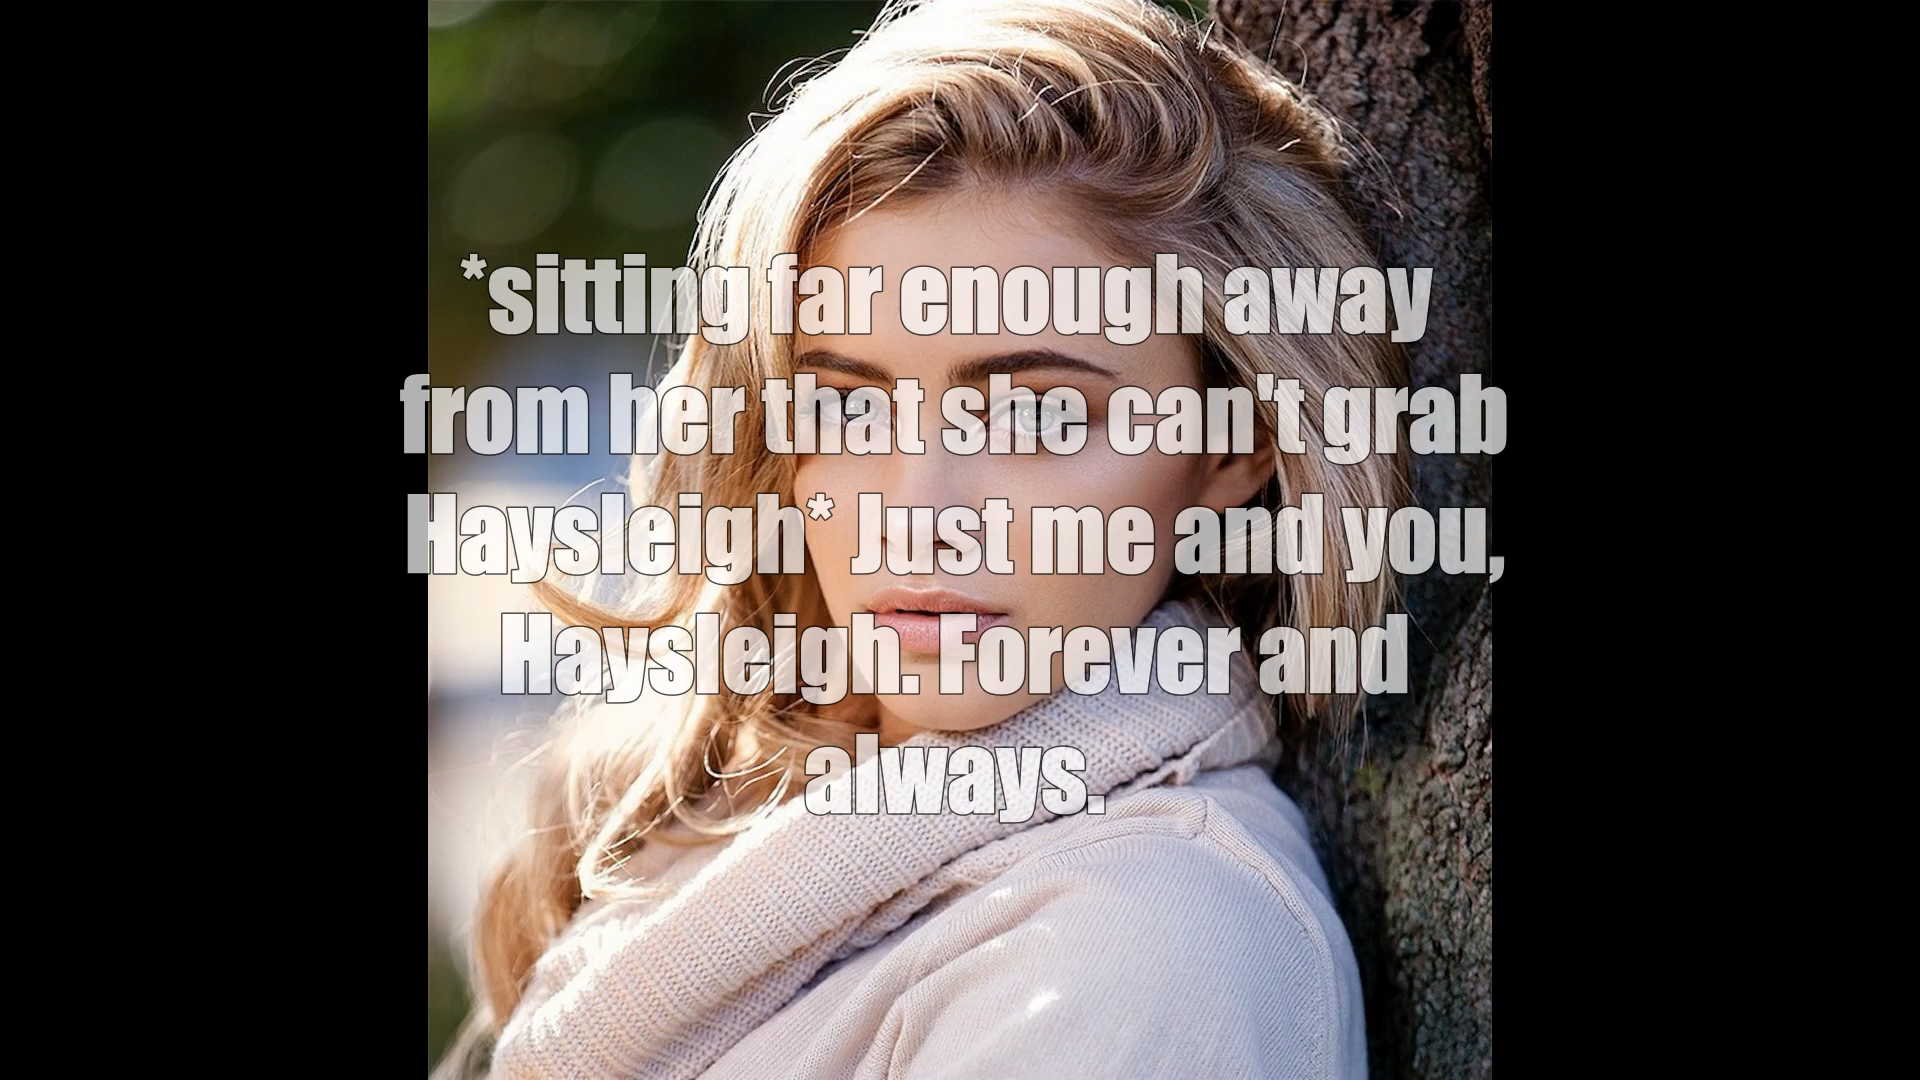 *sitting far enough away
from her that she can't grab
Haysleigh* Just me and you,
Haysleigh. Forever and
always.